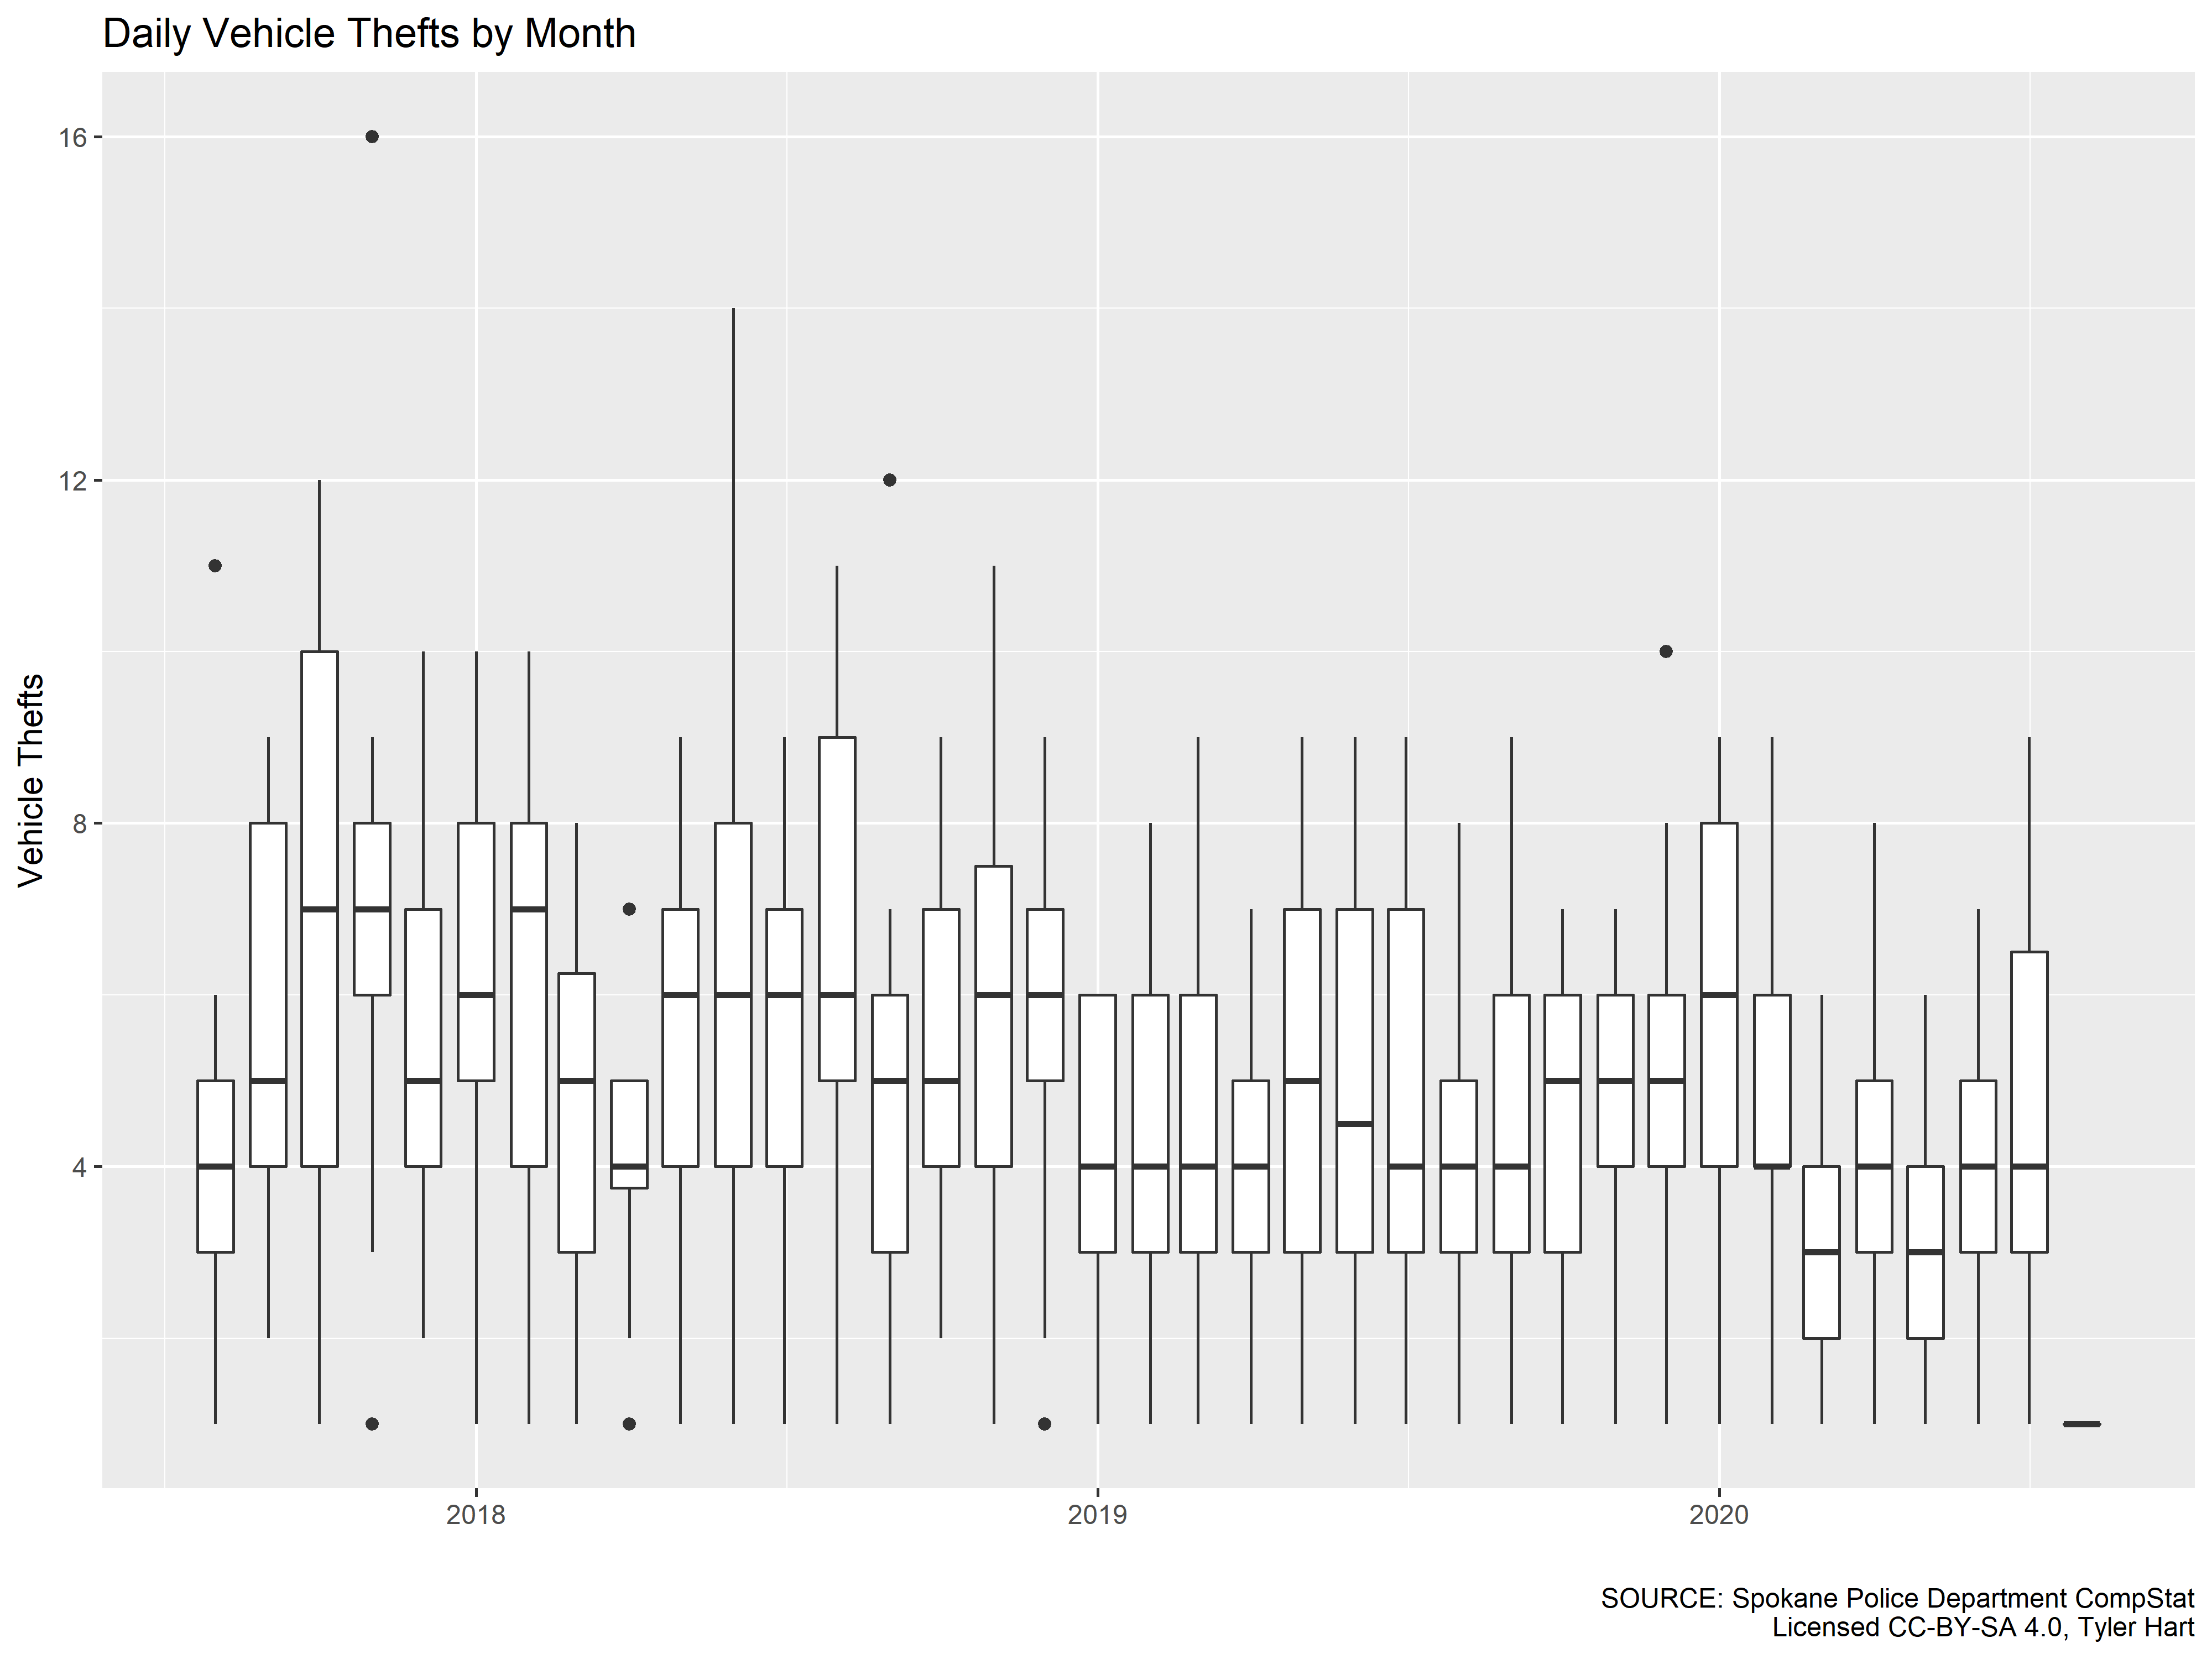 Daily Vehicle Thefts by Month
Vehicle Thefts
16
12
8
4
2018
2019
2020
SOURCE: Spokane Police Department CompStat
Licensed CC-BY-SA 4.0, Tyler Hart